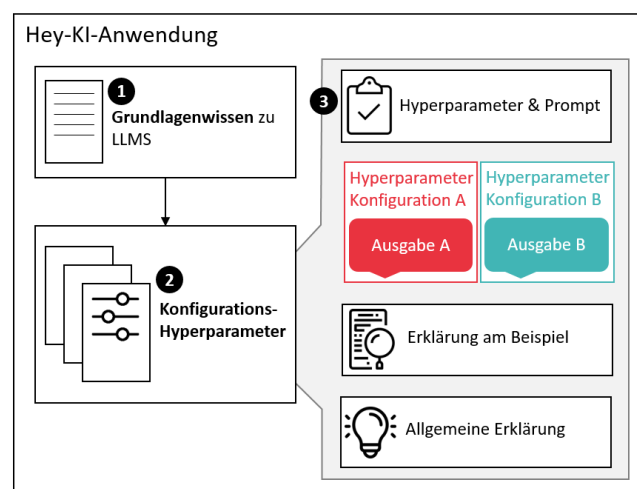 Hey-KI-Anwendung
1
Grundlagenwissen zu
LLMS
2
Konfigurations-
Hyperparameter
3
Hyperparameter & Prompt
Hyperparameter
Konfiguration A
Ausgabe A
Hyperparameter
Konfiguration B
Ausgabe B
Erklärung am Beispiel
Allgemeine Erklärung